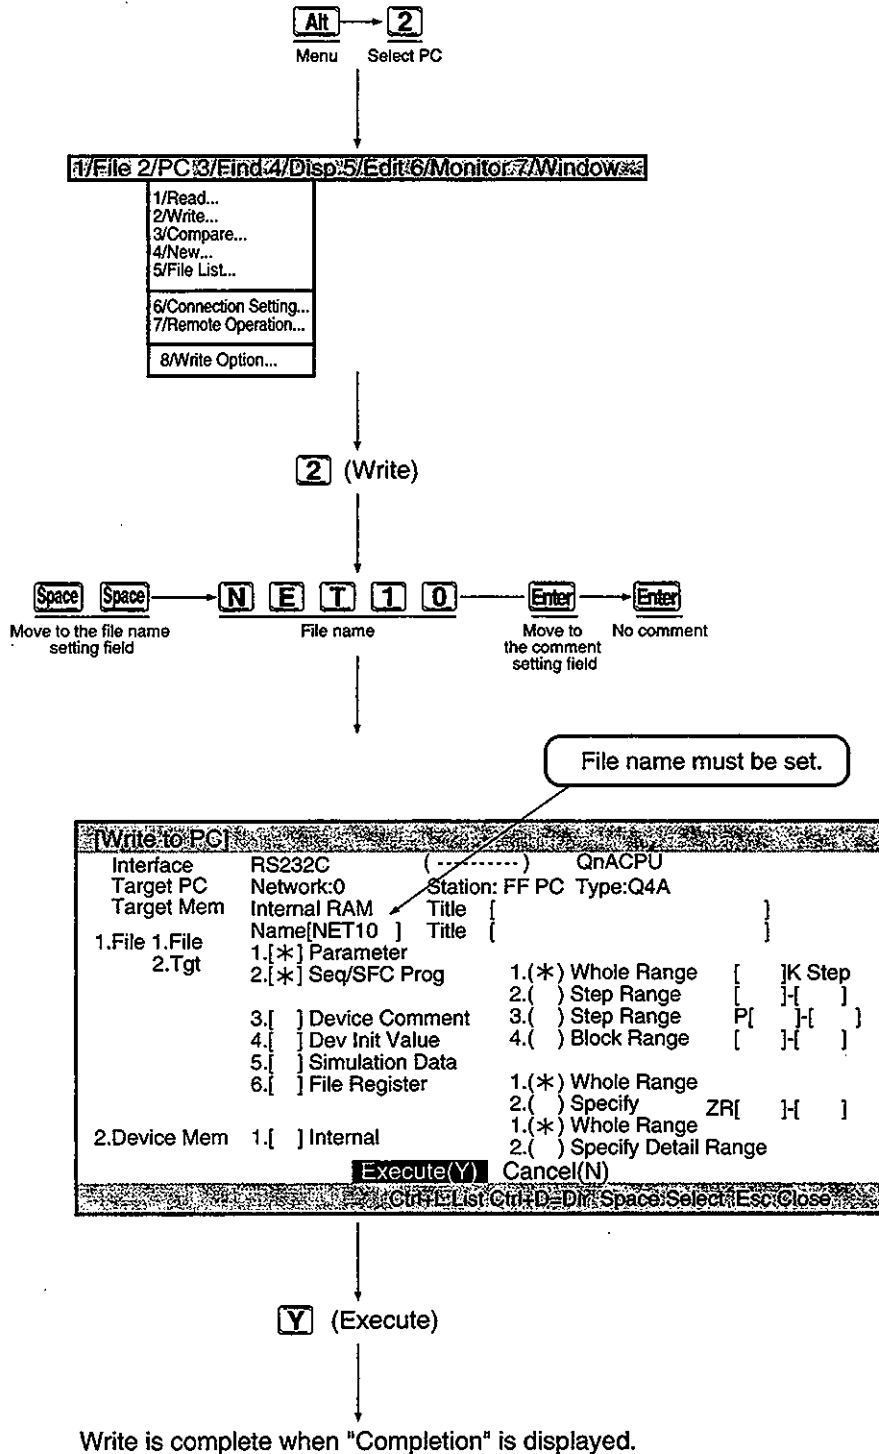 Alt 2
Menu Select PC
1/File 2/PC 3/Find 4/Disp 5/Edit 6/Monitor 7/Window
1/Read...
2/Write...
3/Compare...
4/New...
5/File List...
6/Connection Setting...
7/Remote Operation...
8/Write Option...
2 (Write)
Space Space N E T 1 0 Enter Enter
Move to the file name setting field File name Move to the comment setting field No comment
File name must be set.
[Write to PC]
Interface RS232C (----------) QnACPU
Target PC Network:0 Station: FF PC Type:Q4A
Target Mem Internal RAM Title [ ]
Name[NET10 ] Title [ ]
1.File 1.File 1.[*] Parameter
2.Tgt 2.[*] Seq/SFC Prog 1.(*) Whole Range [ ]K Step
2.( ) Step Range [ ]-[ ]
3.[ ] Device Comment 3.( ) Step Range P[ ]-[ ]
4.[ ] Dev Init Value 4.( ) Block Range [ ]-[ ]
5.[ ] Simulation Data
6.[ ] File Register 1.(*) Whole Range
2.( ) Specify ZR[ ]-[ ]
2.Device Mem 1.[ ] Internal 1.(*) Whole Range
2.( ) Specify Detail Range
Execute(Y) Cancel(N)
Ctrl+L:List Ctrl+D=Dir Space:Select Esc:Close
Y (Execute)
Write is complete when "Completion" is displayed.